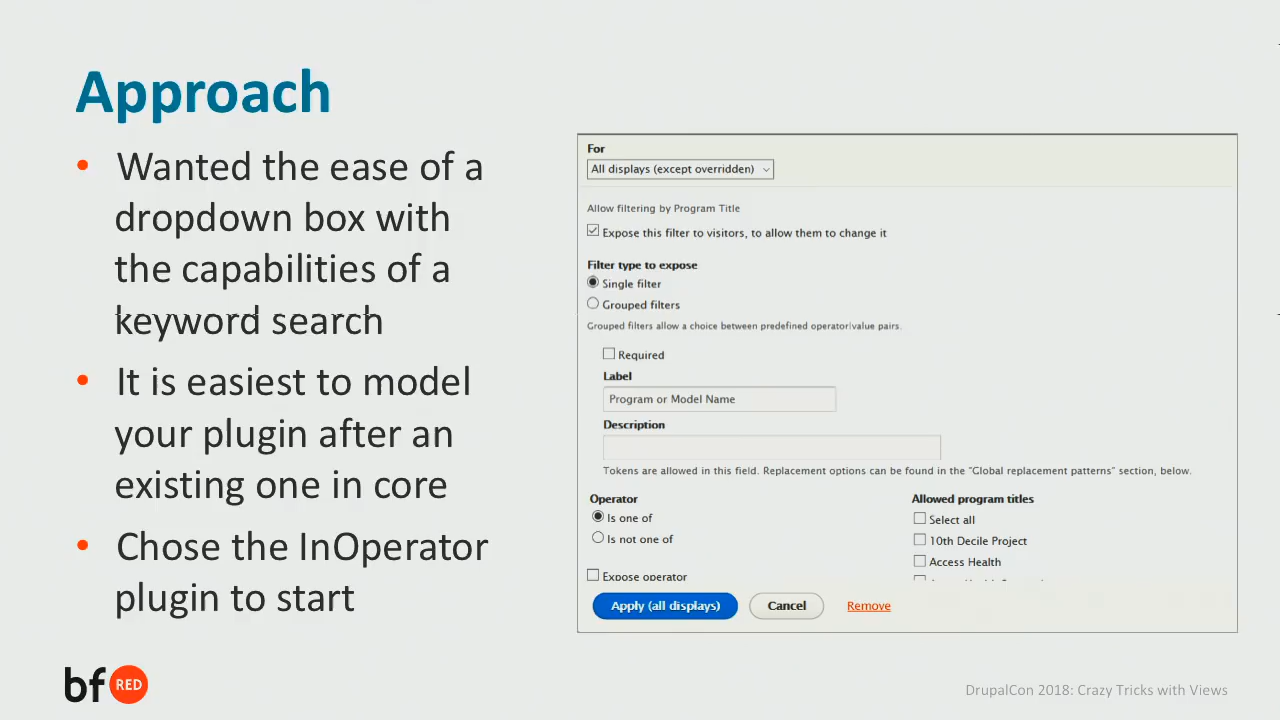 Approach
• Wanted the ease of a
dropdown box with
the capabilities of a
keyword search
• It is easiest to model
your plugin after an
existing one in core
• Chose the InOperator
plugin to start
For
All displays (except overridden)
Allow filtering by Program Title
Expose this filter to visitors, to allow them to change it
Filter type to expose
Single filter
Grouped filters
Grouped filters allow a choice between predefined operator|value pairs.
Required
Label
Program or Model Name
Description
Tokens are allowed in this field. Replacement options can be found in the "Global replacement patterns" section, below.
Operator
Is one of
Is not one of
Expose operator
Allowed program titles
Select all
10th Decile Project
Access Health
Apply (all displays) Cancel Remove
bf RED
DrupalCon 2018: Crazy Tricks with Views